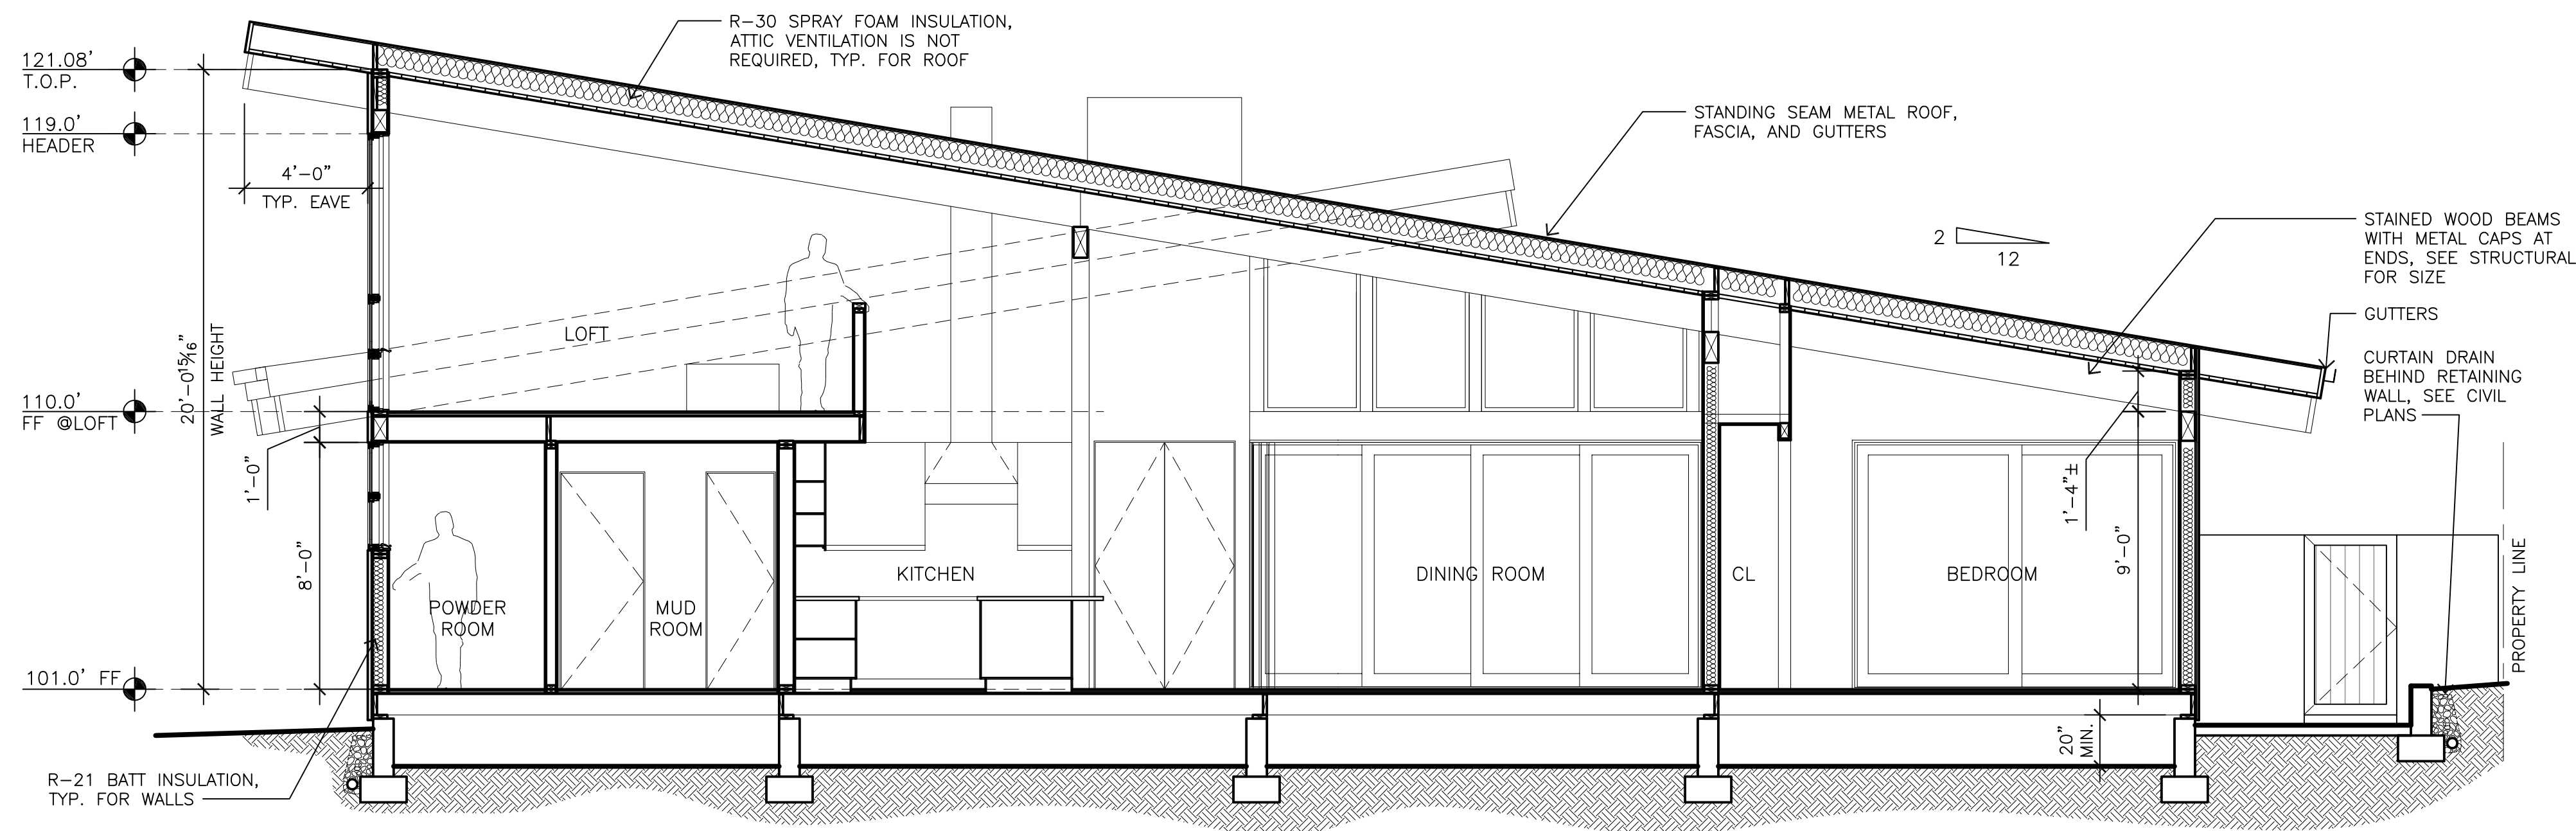 R-30 SPRAY FOAM INSULATION,
ATTIC VENTILATION IS NOT
REQUIRED, TYP. FOR ROOF
121.08'
T.O.P.
119.0'
HEADER
4'-0"
TYP. EAVE
STANDING SEAM METAL ROOF,
FASCIA, AND GUTTERS
2
12
STAINED WOOD BEAMS
WITH METAL CAPS AT
ENDS, SEE STRUCTURAL
FOR SIZE
GUTTERS
CURTAIN DRAIN
BEHIND RETAINING
WALL, SEE CIVIL
PLANS
LOFT
20'-0 15/16"
WALL HEIGHT
110.0'
FF @LOFT
1'-0"
8'-0"
1'-4"±
9'-0"
POWDER
ROOM
MUD
ROOM
KITCHEN
DINING ROOM
CL
BEDROOM
PROPERTY LINE
101.0' FF
20"
MIN.
R-21 BATT INSULATION,
TYP. FOR WALLS